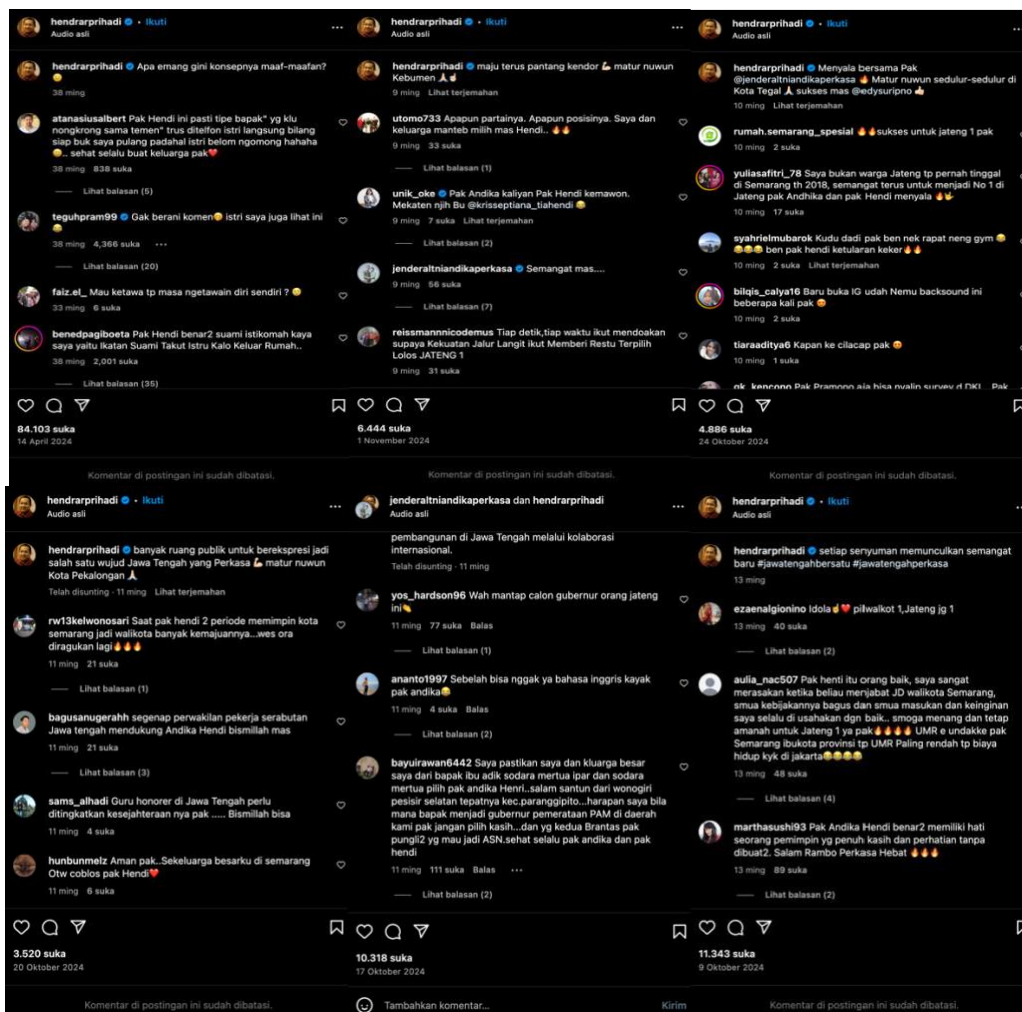 hendrarprihadi • Ikuti
Audio asli
hendrarprihadi Apa emang gini konsepnya maaf-maafan?
38 ming
atanasiusalbert Pak Hendi ini pasti tipe bapak" yg klu
nongkrong sama temen" trus ditelfon istri langsung bilang
siap buk saya pulang padahal istri belom ngomong hahaha
😅.. sehat selalu buat keluarga pak❤️
38 ming 838 suka
Lihat balasan (5)
teguhpram99 Gak berani komen😁 istri saya juga lihat ini
😂
38 ming 4,366 suka ...
Lihat balasan (20)
faiz.el_ Mau ketawa tp masa ngetawain diri sendiri ? 😢
33 ming 6 suka
benedpagiboeta Pak Hendi benar2 suami istikomah kaya
saya yaitu Ikatan Suami Takut Istru Kalo Keluar Rumah..
38 ming 2,001 suka
Lihat balasan (35)
84.103 suka
14 April 2024
Komentar di postingan ini sudah dibatasi.
hendrarprihadi • Ikuti
Audio asli
hendrarprihadi maju terus pantang kendor 💪 matur nuwun
Kebumen 🙏☝️
9 ming Lihat terjemahan
utomo733 Apapun partainya. Apapun posisinya. Saya dan
keluarga manteb milih mas Hendi.. 🔥🔥
9 ming 33 suka
Lihat balasan (1)
unik_oke Pak Andika kaliyan Pak Hendi kemawon.
Mekaten njih Bu @krisseptiana_tiahendi 😂
9 ming 7 suka Lihat terjemahan
Lihat balasan (2)
jenderaltniandikaperkasa Semangat mas....
9 ming 56 suka
Lihat balasan (7)
reissmannnicodemus Tiap detik,tiap waktu ikut mendoakan
supaya Kekuatan Jalur Langit ikut Memberi Restu Terpilih
Lolos JATENG 1
9 ming 31 suka
6.444 suka
1 November 2024
Komentar di postingan ini sudah dibatasi.
hendrarprihadi • Ikuti
Audio asli
hendrarprihadi Menyala bersama Pak
@jenderaltniandikaperkasa 🔥 Matur nuwun sedulur-sedulur di
Kota Tegal 🙏 sukses mas @edysuripno 👍
10 ming Lihat terjemahan
rumah.semarang_spesial 🔥🔥sukses untuk jateng 1 pak
10 ming 2 suka
yuliasafitri_78 Saya bukan warga Jateng tp pernah tinggal
di Semarang th 2018, semangat terus untuk menjadi No 1 di
Jateng pak Andhika dan pak Hendi menyala 🔥🤟
10 ming 17 suka
syahrielmubarok Kudu dadi pak ben nek rapat neng gym 😂
😂😂😂 ben pak hendi ketularan keker🔥🔥
10 ming 2 suka Lihat terjemahan
bilqis_calya16 Baru buka IG udah Nemu backsound ini
beberapa kali pak 😍
10 ming 2 suka
tiaraaditya6 Kapan ke cilacap pak 😍
10 ming 1 suka
Pak Pramono aja bisa nyalip survey d DKI... Pak
4.886 suka
24 Oktober 2024
Komentar di postingan ini sudah dibatasi.
hendrarprihadi • Ikuti
Audio asli
hendrarprihadi banyak ruang publik untuk berekspresi jadi
salah satu wujud Jawa Tengah yang Perkasa 💪 matur nuwun
Kota Pekalongan 🙏
Telah disunting · 11 ming Lihat terjemahan
rw13kelwonosari Saat pak hendi 2 periode memimpin kota
semarang jadi walikota banyak kemajuannya...wes ora
diragukan lagi🔥🔥🔥
11 ming 21 suka
Lihat balasan (1)
bagusanugerahh segenap perwakilan pekerja serabutan
Jawa tengah mendukung Andika Hendi bismillah mas
11 ming 21 suka
Lihat balasan (3)
sams_alhadi Guru honorer di Jawa Tengah perlu
ditingkatkan kesejahteraan nya pak ..... Bismillah bisa
11 ming 4 suka
hunbunmelz Aman pak..Sekeluarga besarku di semarang
Otw coblos pak Hendi❤️
11 ming 6 suka
3.520 suka
20 Oktober 2024
Komentar di postingan ini sudah dibatasi.
jenderaltniandikaperkasa dan hendrarprihadi
Audio asli
pembangunan di Jawa Tengah melalui kolaborasi
internasional.
Telah disunting · 11 ming
yos_hardson96 Wah mantap calon gubernur orang jateng
ini👏
11 ming 77 suka Balas
Lihat balasan (1)
ananto1997 Sebelah bisa nggak ya bahasa inggris kayak
pak andika😂
11 ming 4 suka Balas
Lihat balasan (2)
bayuirawan6442 Saya pastikan saya dan kluarga besar
saya dari bapak ibu adik sodara mertua ipar dan sodara
mertua pilih pak andika Henri..salam santun dari wonogiri
pesisir selatan tepatnya kec.paranggipito...harapan saya bila
mana bapak menjadi gubernur pemerataan PAM di daerah
kami pak jangan pilih kasih...dan yg kedua Brantas pak
pungli2 yg mau jadi ASN.sehat selalu pak andika dan pak
hendi
11 ming 111 suka Balas ...
Lihat balasan (2)
10.318 suka
17 Oktober 2024
Tambahkan komentar... Kirim
hendrarprihadi • Ikuti
Audio asli
hendrarprihadi setiap senyuman memunculkan semangat
baru #jawatengahbersatu #jawatengahperkasa
13 ming
ezaenalgionino Idola☝️❤️ pilwalkot 1,Jateng jg 1
13 ming 40 suka
Lihat balasan (2)
aulia_nac507 Pak henti itu orang baik, saya sangat
merasakan ketika beliau menjabat JD walikota Semarang,
smua kebijakannya bagus dan smua masukan dan keinginan
saya selalu di usahakan dgn baik.. smoga menang dan tetap
amanah untuk Jateng 1 ya pak🔥🔥🔥🔥 UMR e undakke pak
Semarang ibukota provinsi tp UMR Paling rendah tp biaya
hidup kyk di jakarta😂😂😂😂
13 ming 48 suka
Lihat balasan (4)
marthasushi93 Pak Andika Hendi benar2 memiliki hati
seorang pemimpin yg penuh kasih dan perhatian tanpa
dibuat2. Salam Rambo Perkasa Hebat 🔥🔥🔥
13 ming 89 suka
Lihat balasan (2)
11.343 suka
9 Oktober 2024
Komentar di postingan ini sudah dibatasi.